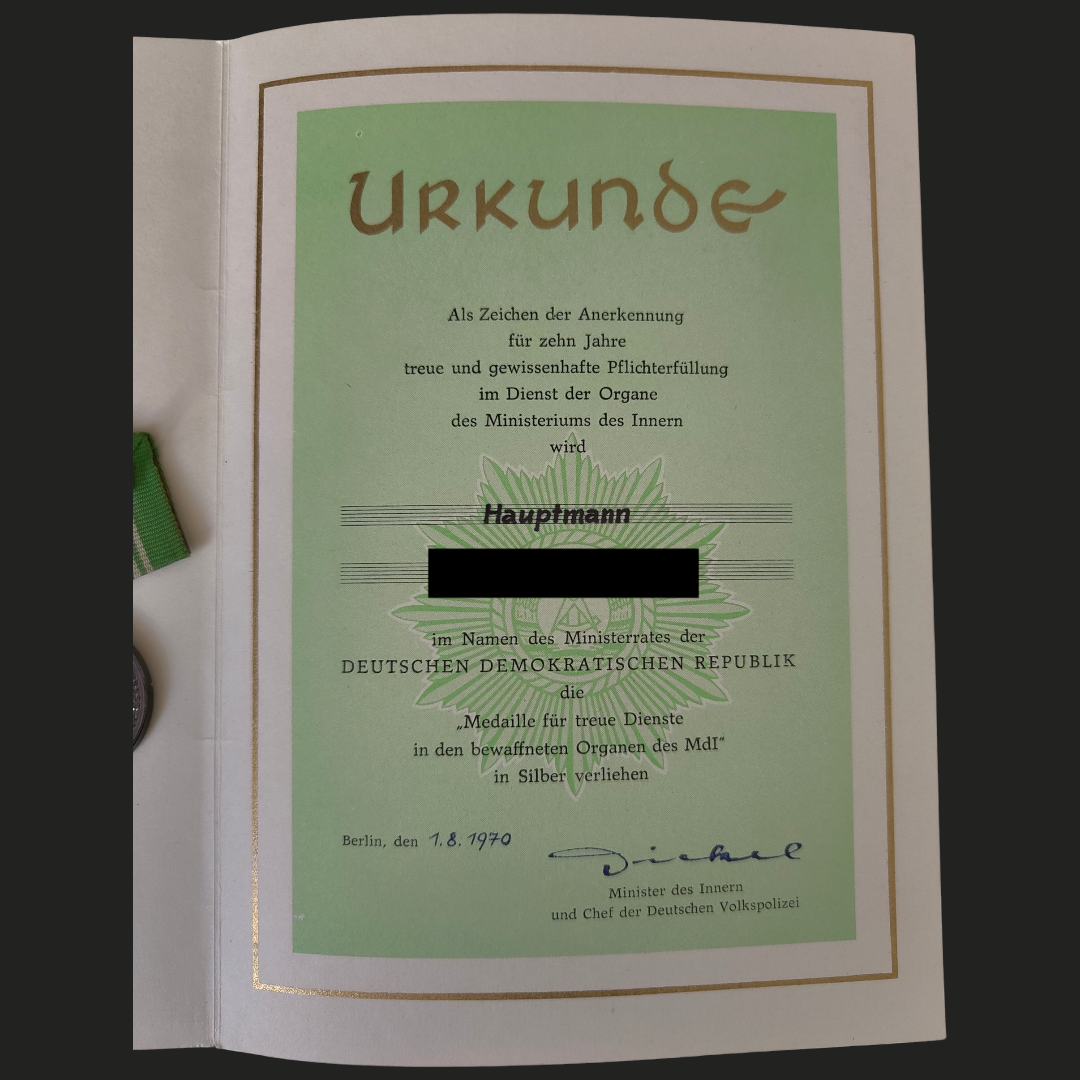 Urkunde
Als Zeichen der Anerkennung
für zehn Jahre
treue und gewissenhafte Pflichterfüllung
im Dienst der Organe
des Ministeriums des Innern
wird
Hauptmann
im Namen des Ministerrates der
DEUTSCHEN DEMOKRATISCHEN REPUBLIK
die
„Medaille für treue Dienste
in den bewaffneten Organen des MdI“
in Silber verliehen
Berlin, den 1.8.1970
Dickel
Minister des Innern
und Chef der Deutschen Volkspolizei